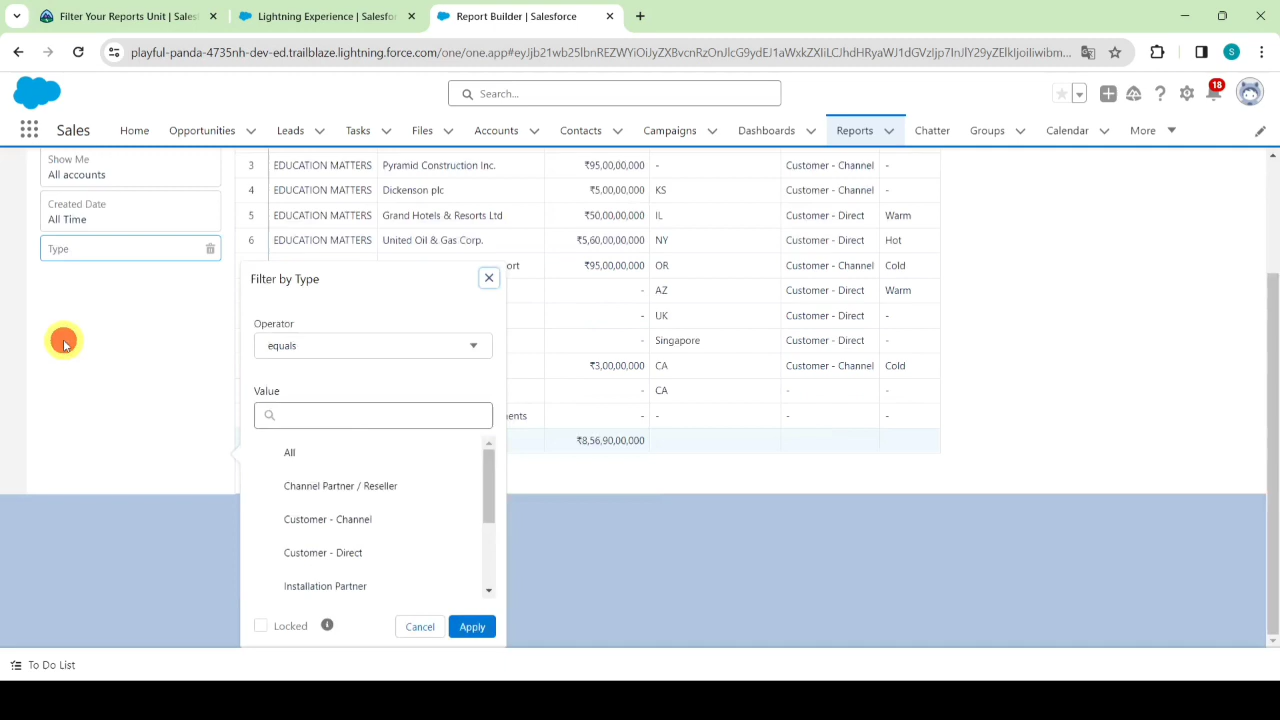 Filter Your Reports Unit | Sales
Lightning Experience | Salesfor
Report Builder | Salesforce
playful-panda-4735nh-dev-ed.trailblaze.lightning.force.com/one/one.app#eyJjb21wb25lbnREZWYiOiJyZXBvcnRzOnJlcG9ydEJ1aWxkZXIiLCJhdHRyaWJ1dGVzIjp7InJlY29yZElkIjoiIiwibm...
S
Search...
18
Sales
Home
Opportunities
Leads
Tasks
Files
Accounts
Contacts
Campaigns
Dashboards
Reports
Chatter
Groups
Calendar
More
Show Me
All accounts
Created Date
All Time
Type
3 EDUCATION MATTERS Pyramid Construction Inc. ₹95,00,00,000 - Customer - Channel -
4 EDUCATION MATTERS Dickenson plc ₹5,00,00,000 KS Customer - Channel -
5 EDUCATION MATTERS Grand Hotels & Resorts Ltd ₹50,00,00,000 IL Customer - Direct Warm
6 EDUCATION MATTERS United Oil & Gas Corp. ₹5,60,00,00,000 NY Customer - Direct Hot
ort ₹95,00,00,000 OR Customer - Channel Cold
- AZ Customer - Direct Warm
- UK Customer - Direct -
- Singapore Customer - Direct -
₹3,00,00,000 CA Customer - Channel Cold
- CA - -
ents - - - -
₹8,56,90,00,000
Filter by Type
Operator
equals
Value
All
Channel Partner / Reseller
Customer - Channel
Customer - Direct
Installation Partner
Locked
Cancel
Apply
To Do List